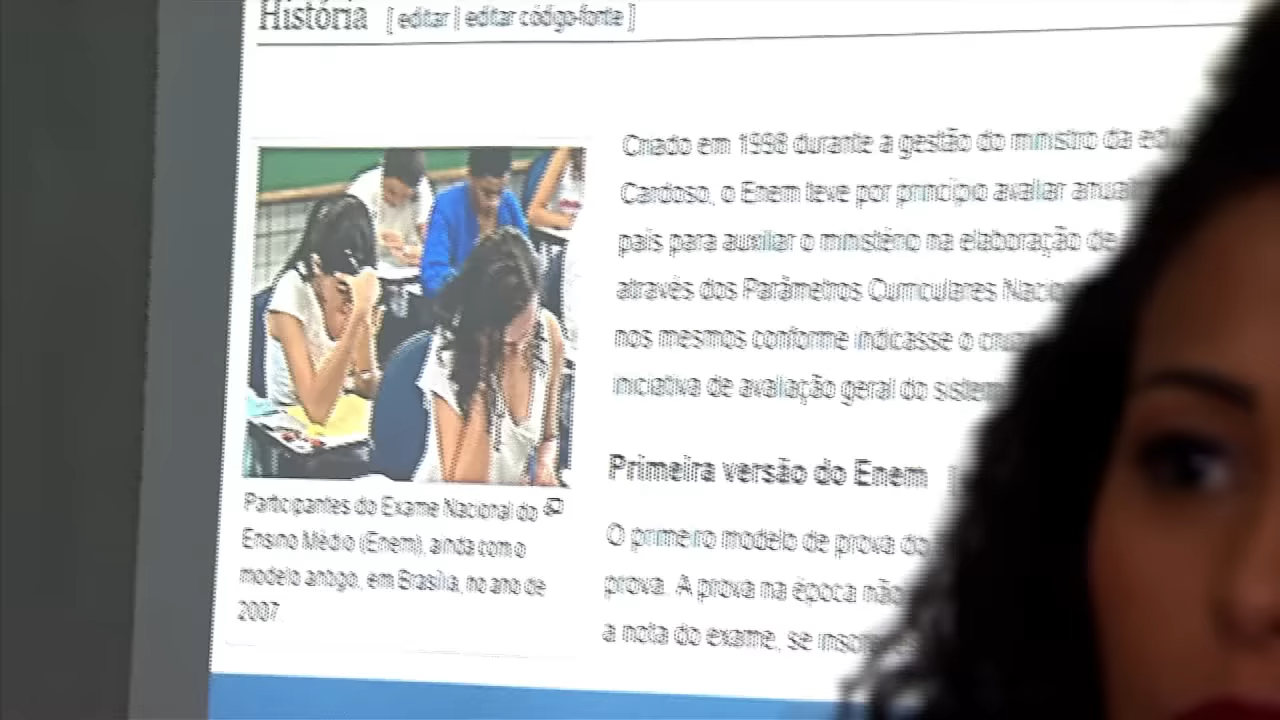 História [ editar | editar código-fonte ]
Criado em 1998 durante a gestão do ministro da
Cardoso, o Enem teve por princípio avaliar
país para auxiliar o ministério na elaboração de
através dos Parâmetros Curriculares
nos mesmos conforme indicasse o
iniciativa de avaliação geral do
Primeira versão do Enem
O primeiro modelo de prova do
prova. A prova na época não
a nota do exame, se
Participantes do Exame Nacional do
Ensino Médio (Enem), ainda com o
modelo antigo, em Brasília, no ano de
2007.